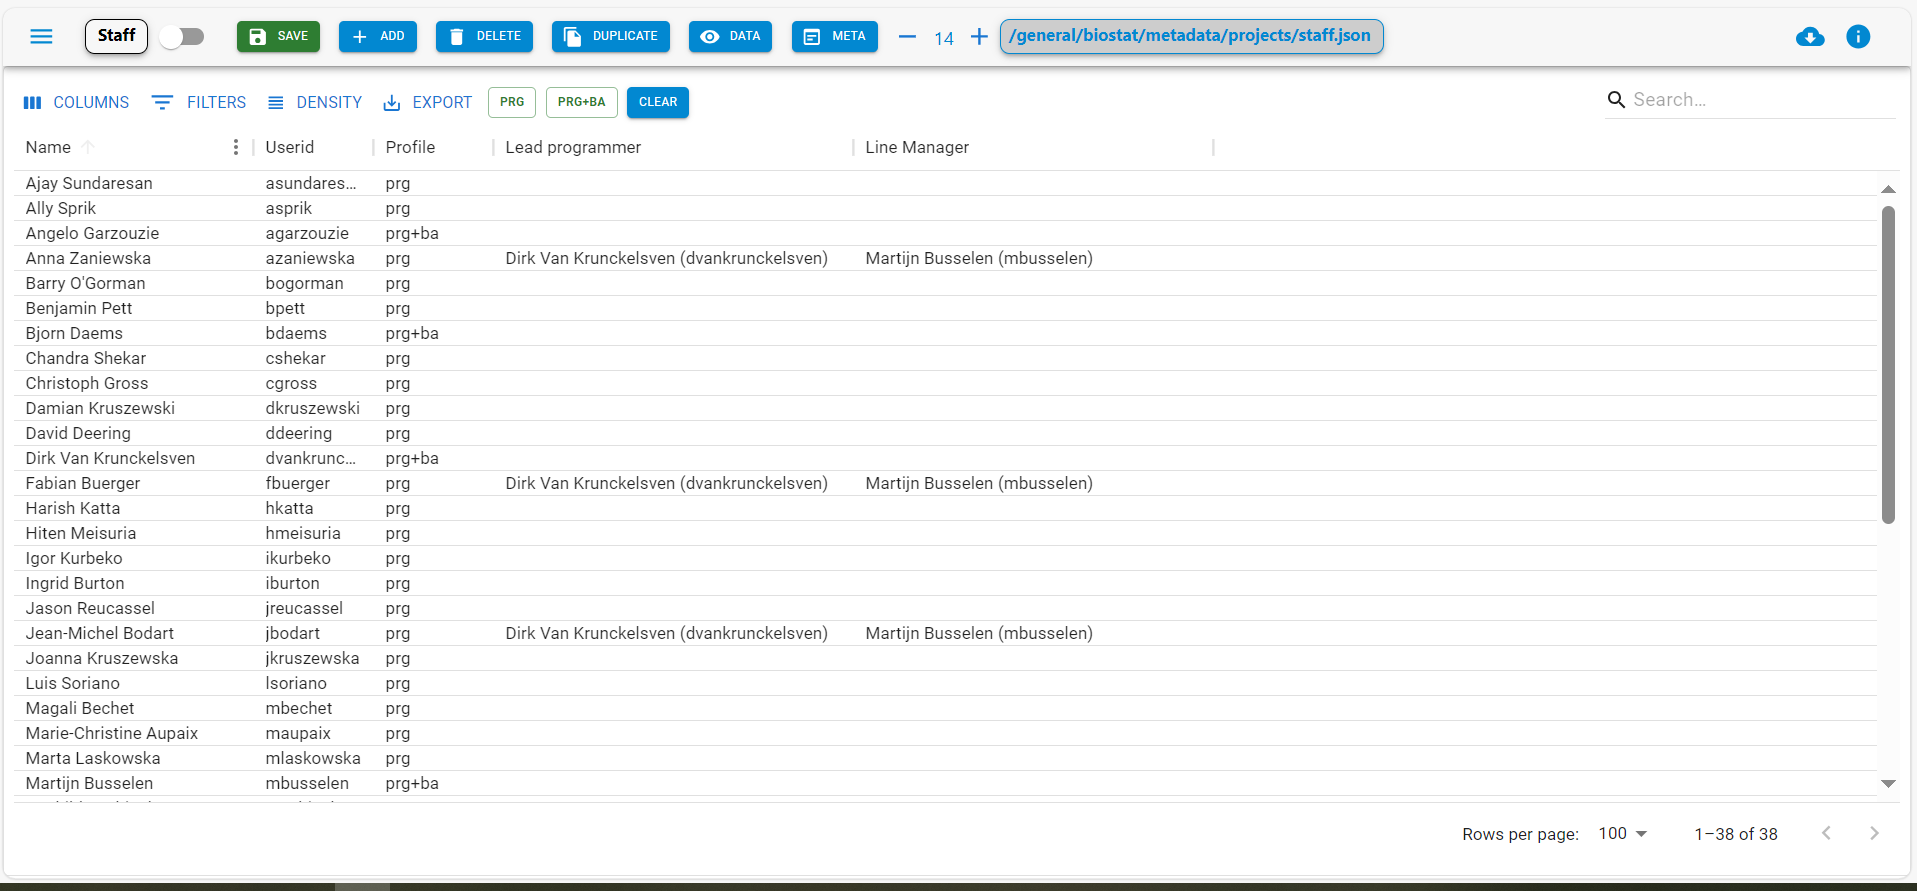 Staff SAVE ADD DELETE DUPLICATE DATA META 14 /general/biostat/metadata/projects/staff.json
COLUMNS FILTERS DENSITY EXPORT PRG PRG+BA CLEAR Search...
Name Userid Profile Lead programmer Line Manager
Ajay Sundaresan asundares... prg
Ally Sprik asprik prg
Angelo Garzouzie agarzouzie prg+ba
Anna Zaniewska azaniewska prg Dirk Van Krunckelsven (dvankrunckelsven) Martijn Busselen (mbusselen)
Barry O'Gorman bogorman prg
Benjamin Pett bpett prg
Bjorn Daems bdaems prg+ba
Chandra Shekar cshekar prg
Christoph Gross cgross prg
Damian Kruszewski dkruszewski prg
David Deering ddeering prg
Dirk Van Krunckelsven dvankrunc... prg+ba
Fabian Buerger fbuerger prg Dirk Van Krunckelsven (dvankrunckelsven) Martijn Busselen (mbusselen)
Harish Katta hkatta prg
Hiten Meisuria hmeisuria prg
Igor Kurbeko ikurbeko prg
Ingrid Burton iburton prg
Jason Reucassel jreucassel prg
Jean-Michel Bodart jbodart prg Dirk Van Krunckelsven (dvankrunckelsven) Martijn Busselen (mbusselen)
Joanna Kruszewska jkruszewska prg
Luis Soriano lsoriano prg
Magali Bechet mbechet prg
Marie-Christine Aupaix maupaix prg
Marta Laskowska mlaskowska prg
Martijn Busselen mbusselen prg+ba
Rows per page: 100 1–38 of 38